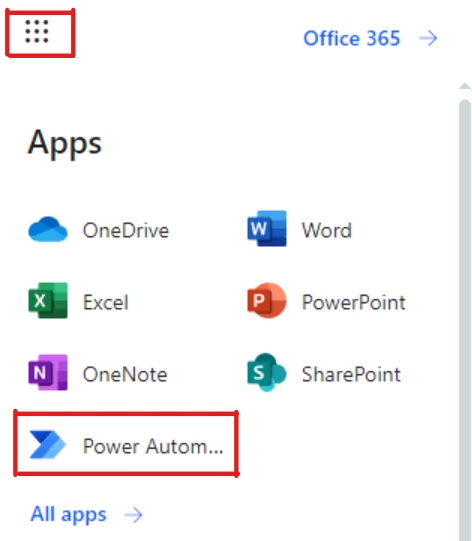 Office 365 →
Apps
OneDrive
W Word
X Excel
P PowerPoint
N OneNote
S SharePoint
Power Autom...
All apps →